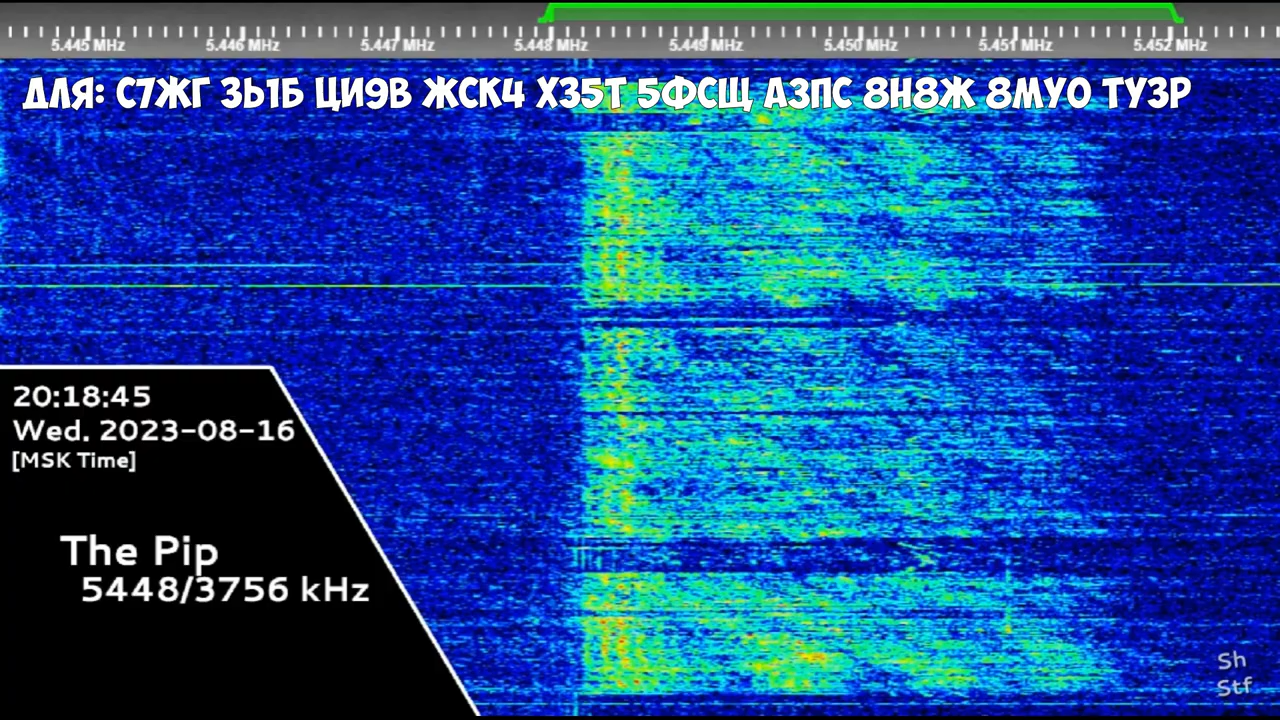 5.445 MHz 5.446 MHz 5.447 MHz 5.448 MHz 5.449 MHz 5.450 MHz 5.451 MHz 5.452 MHz
ДЛЯ: С7ЖГ ЗЬ1Б ЦИ9В ЖСК4 Х35Т 5ФСЩ АЗПС 8Н8Ж 8МУ0 ТУЗР
20:18:45
Wed. 2023-08-16
[MSK Time]
The Pip
5448/3756 kHz
Sh
Stf